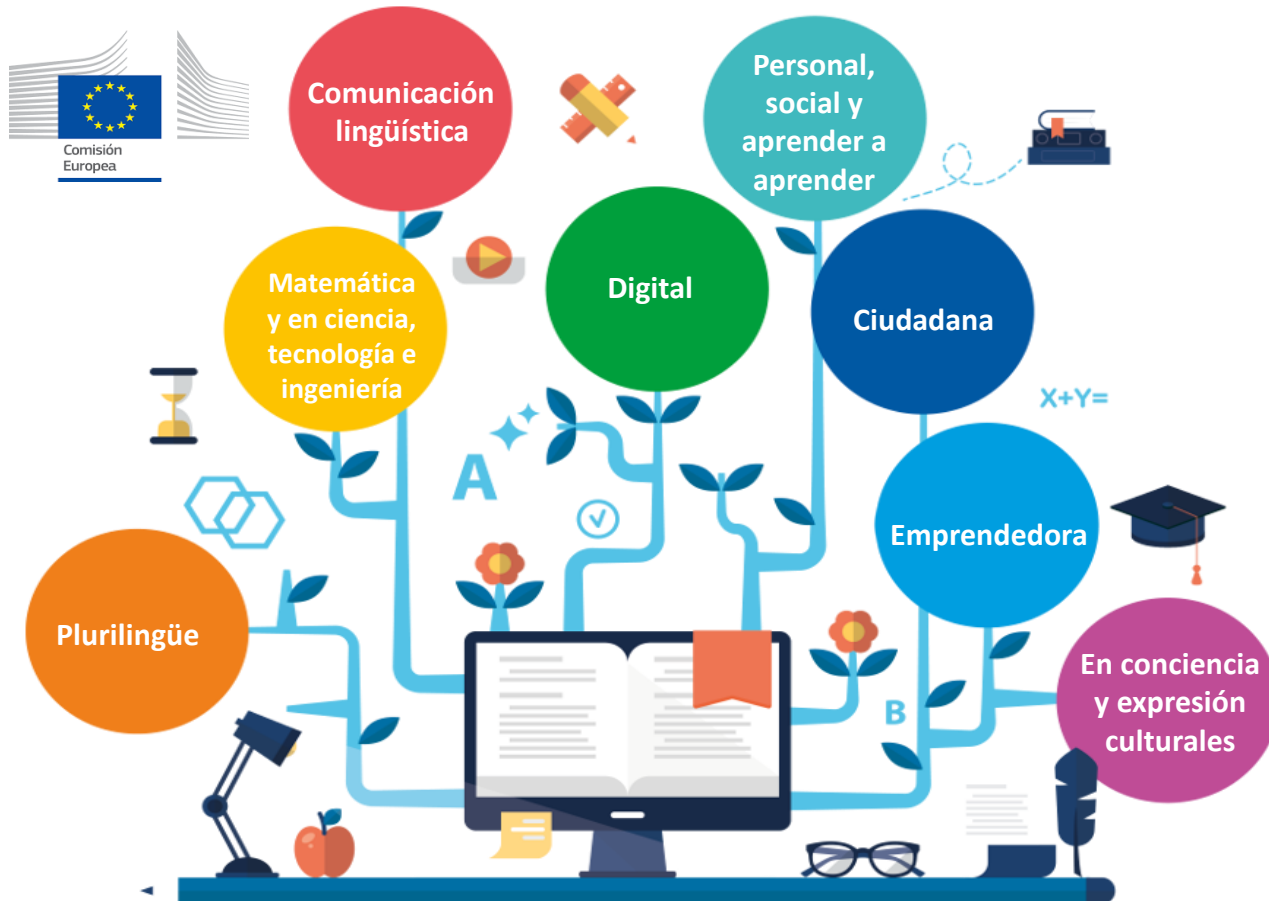 Comisión
Europea
Comunicación
lingüística
Personal,
social y
aprender a
aprender
Matemática
y en ciencia,
tecnología e
ingeniería
Digital
Ciudadana
X+Y=
A
Emprendedora
Plurilingüe
En conciencia
y expresión
culturales
B